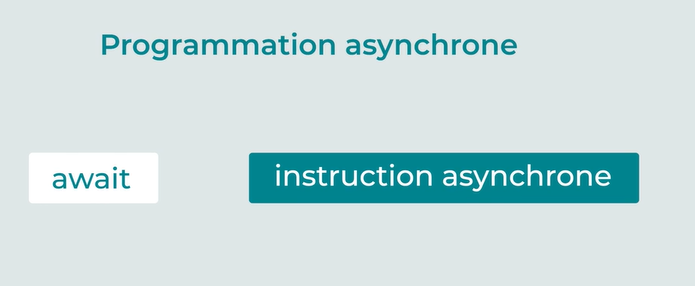 Programmation asynchrone
await
instruction asynchrone